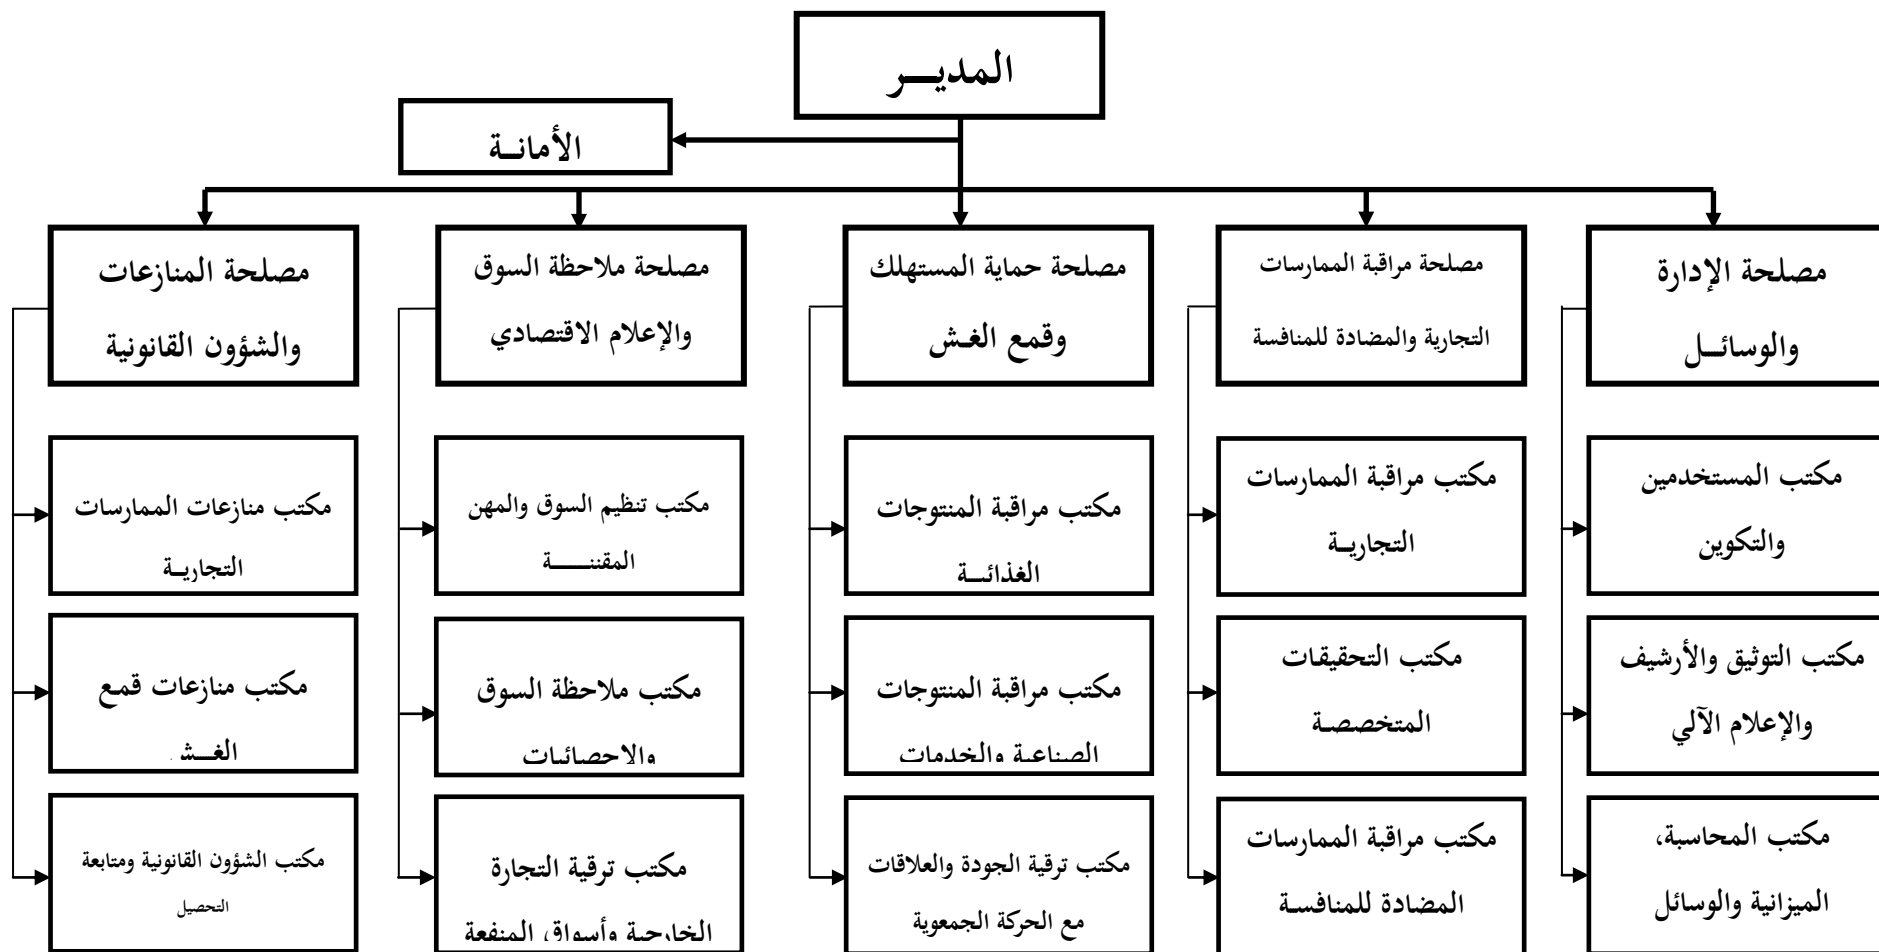 المديــر
الأمانــة
مصلحة الإدارة
والوسائــل
مصلحة مراقبة الممارسات
التجارية والمضادة للمنافسة
مصلحة حماية المستهلك
وقمع الغش
مصلحة ملاحظة السوق
والإعلام الاقتصادي
مصلحة المنازعات
والشؤون القانونية
مكتب المستخدمين
والتكوين
مكتب التوثيق والأرشيف
والإعلام الآلي
مكتب المحاسبة،
الميزانية والوسائل
مكتب مراقبة الممارسات
التجاريــة
مكتب التحقيقات
المتخصصة
مكتب مراقبة الممارسات
المضادة للمنافسة
مكتب مراقبة المنتوجات
الغذائيــة
مكتب مراقبة المنتوجات
الصناعية والخدمات
مكتب ترقية الجودة والعلاقات
مع الحركة الجمعوية
مكتب تنظيم السوق والمهن
المقننــــة
مكتب ملاحظة السوق
والاحصائيات
مكتب ترقية التجارة
الخارجية وأسواق المنفعة
مكتب منازعات الممارسات
التجاريــة
مكتب منازعات قمع
الغــش
مكتب الشؤون القانونية ومتابعة
التحصيل